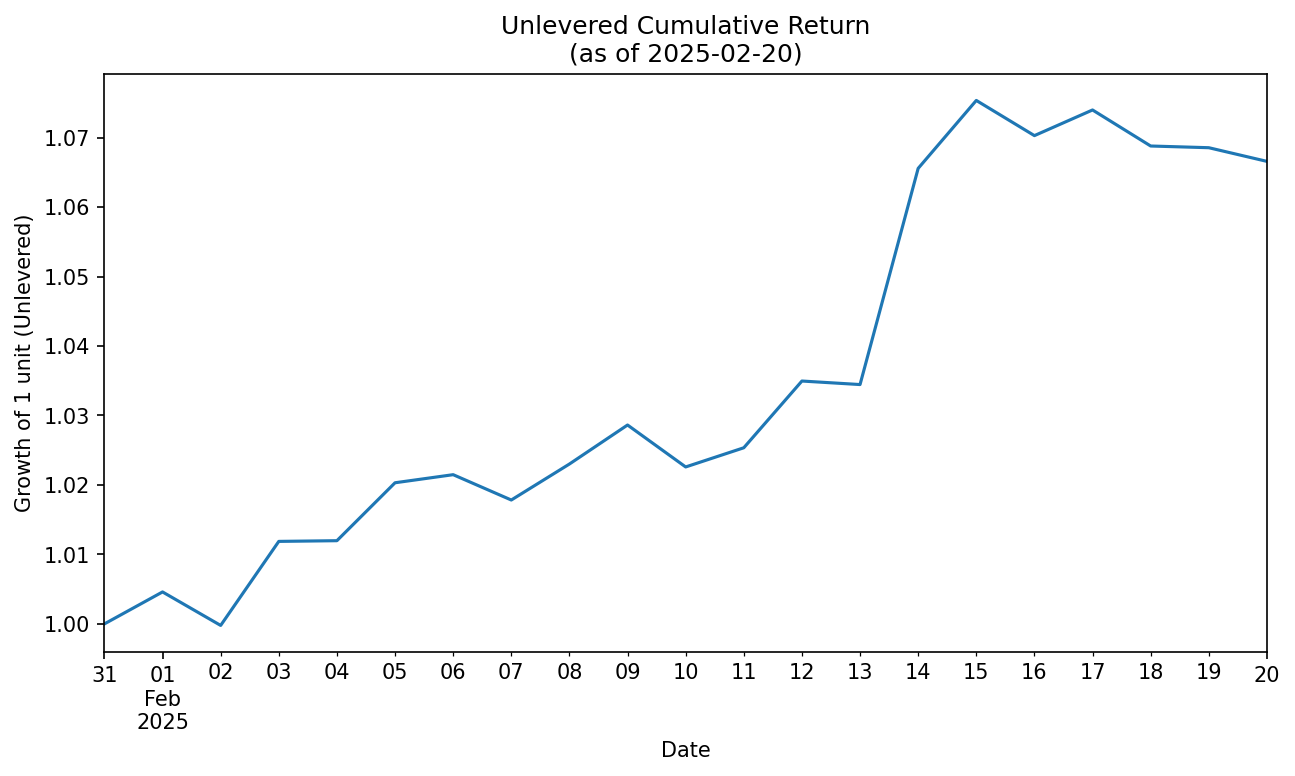 Unlevered Cumulative Return
(as of 2025-02-20)
Growth of 1 unit (Unlevered)
1.07
1.06
1.05
1.04
1.03
1.02
1.01
1.00
31 01 02 03 04 05 06 07 08 09 10 11 12 13 14 15 16 17 18 19 20
Feb
2025
Date